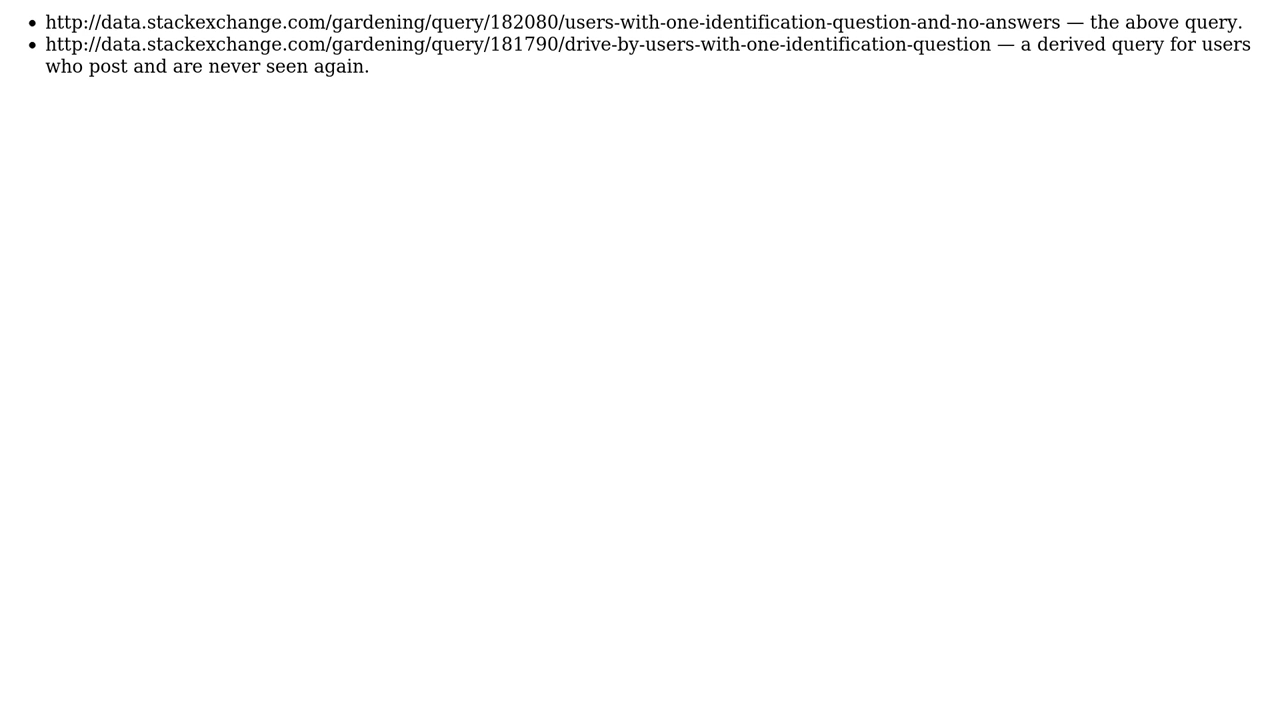 • http://data.stackexchange.com/gardening/query/182080/users-with-one-identification-question-and-no-answers — the above query.
• http://data.stackexchange.com/gardening/query/181790/drive-by-users-with-one-identification-question — a derived query for users
who post and are never seen again.